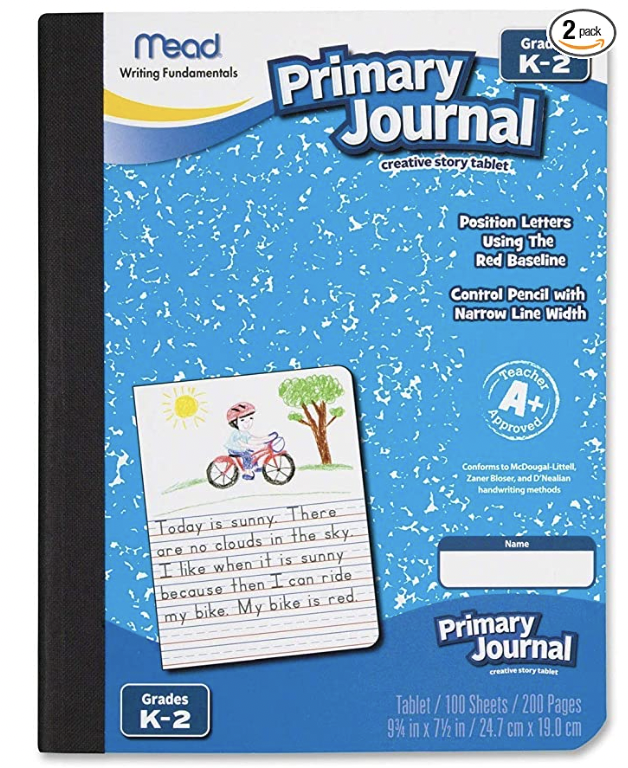 2 pack
Mead
Writing Fundamentals
Primary
Journal
creative story tablet
K-2
Position Letters
Using The
Red Baseline
Control Pencil with
Narrow Line Width
Teacher
A+
Approved
Conforms to McDougal-Littell,
Zaner Bloser, and D'Nealian
handwriting methods
Today is sunny. There
are no clouds in the sky.
I like when it is sunny
because then I can ride
my bike. My bike is red.
Name
Primary
Journal
creative story tablet
Grades
K-2
Tablet / 100 Sheets / 200 Pages
9¾ in x 7½ in / 24.7 cm x 19.0 cm